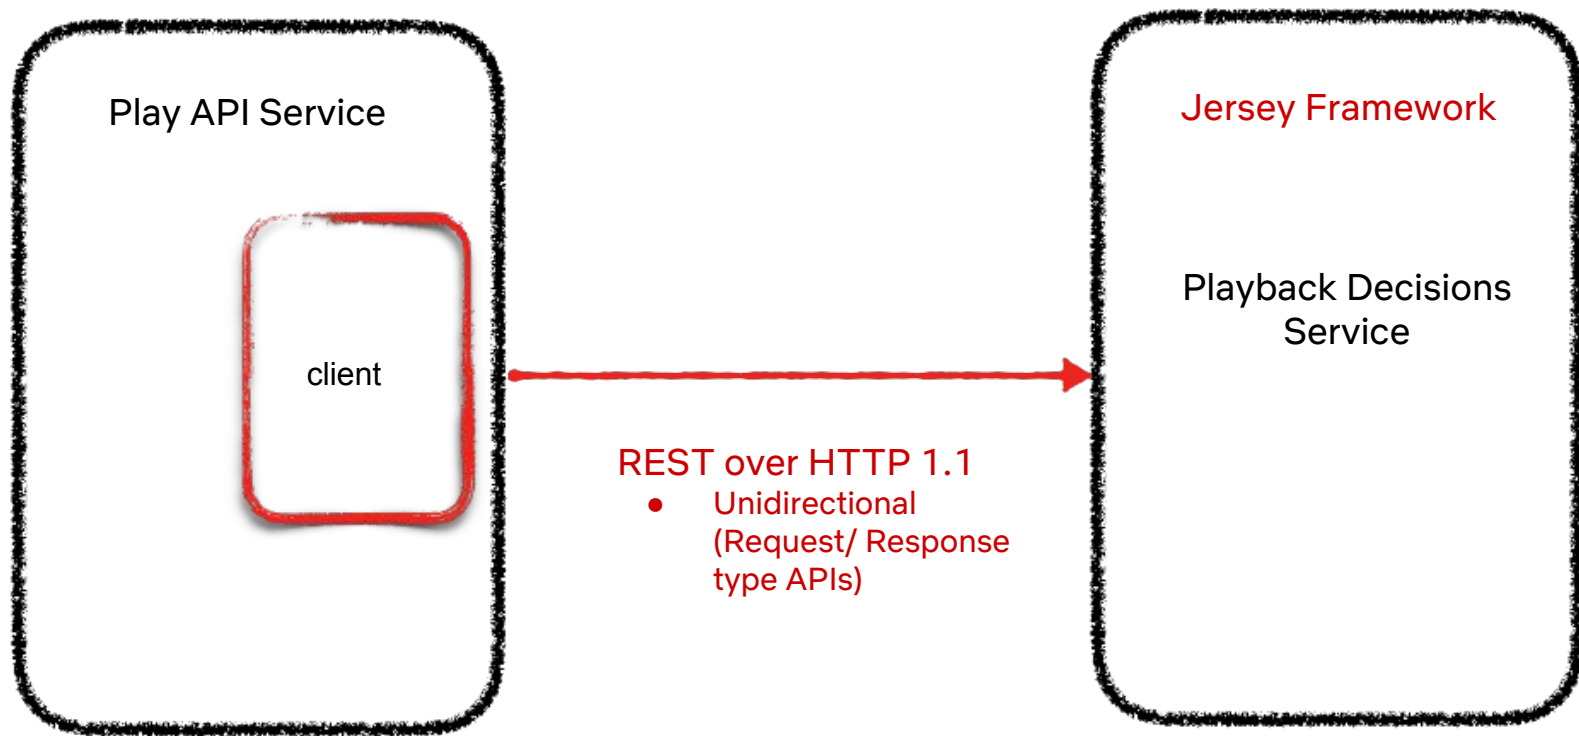 Play API Service
client
REST over HTTP 1.1
● Unidirectional
(Request/ Response
type APIs)
Jersey Framework
Playback Decisions
Service